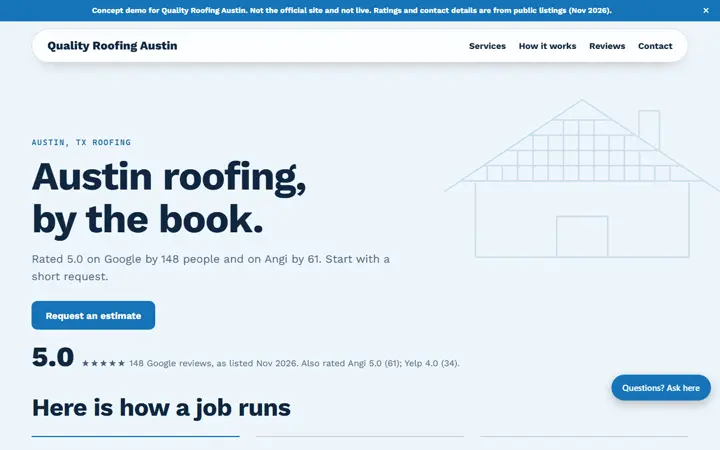 Concept demo for Quality Roofing Austin. Not the official site and not live. Ratings and contact details are from public listings (Nov 2026). ✕
Quality Roofing Austin
Services How it works Reviews Contact
AUSTIN, TX ROOFING
Austin roofing,
by the book.
Rated 5.0 on Google by 148 people and on Angi by 61. Start with a
short request.
Request an estimate
5.0 ★★★★★ 148 Google reviews, as listed Nov 2026. Also rated Angi 5.0 (61); Yelp 4.0 (34).
Questions? Ask here
Here is how a job runs